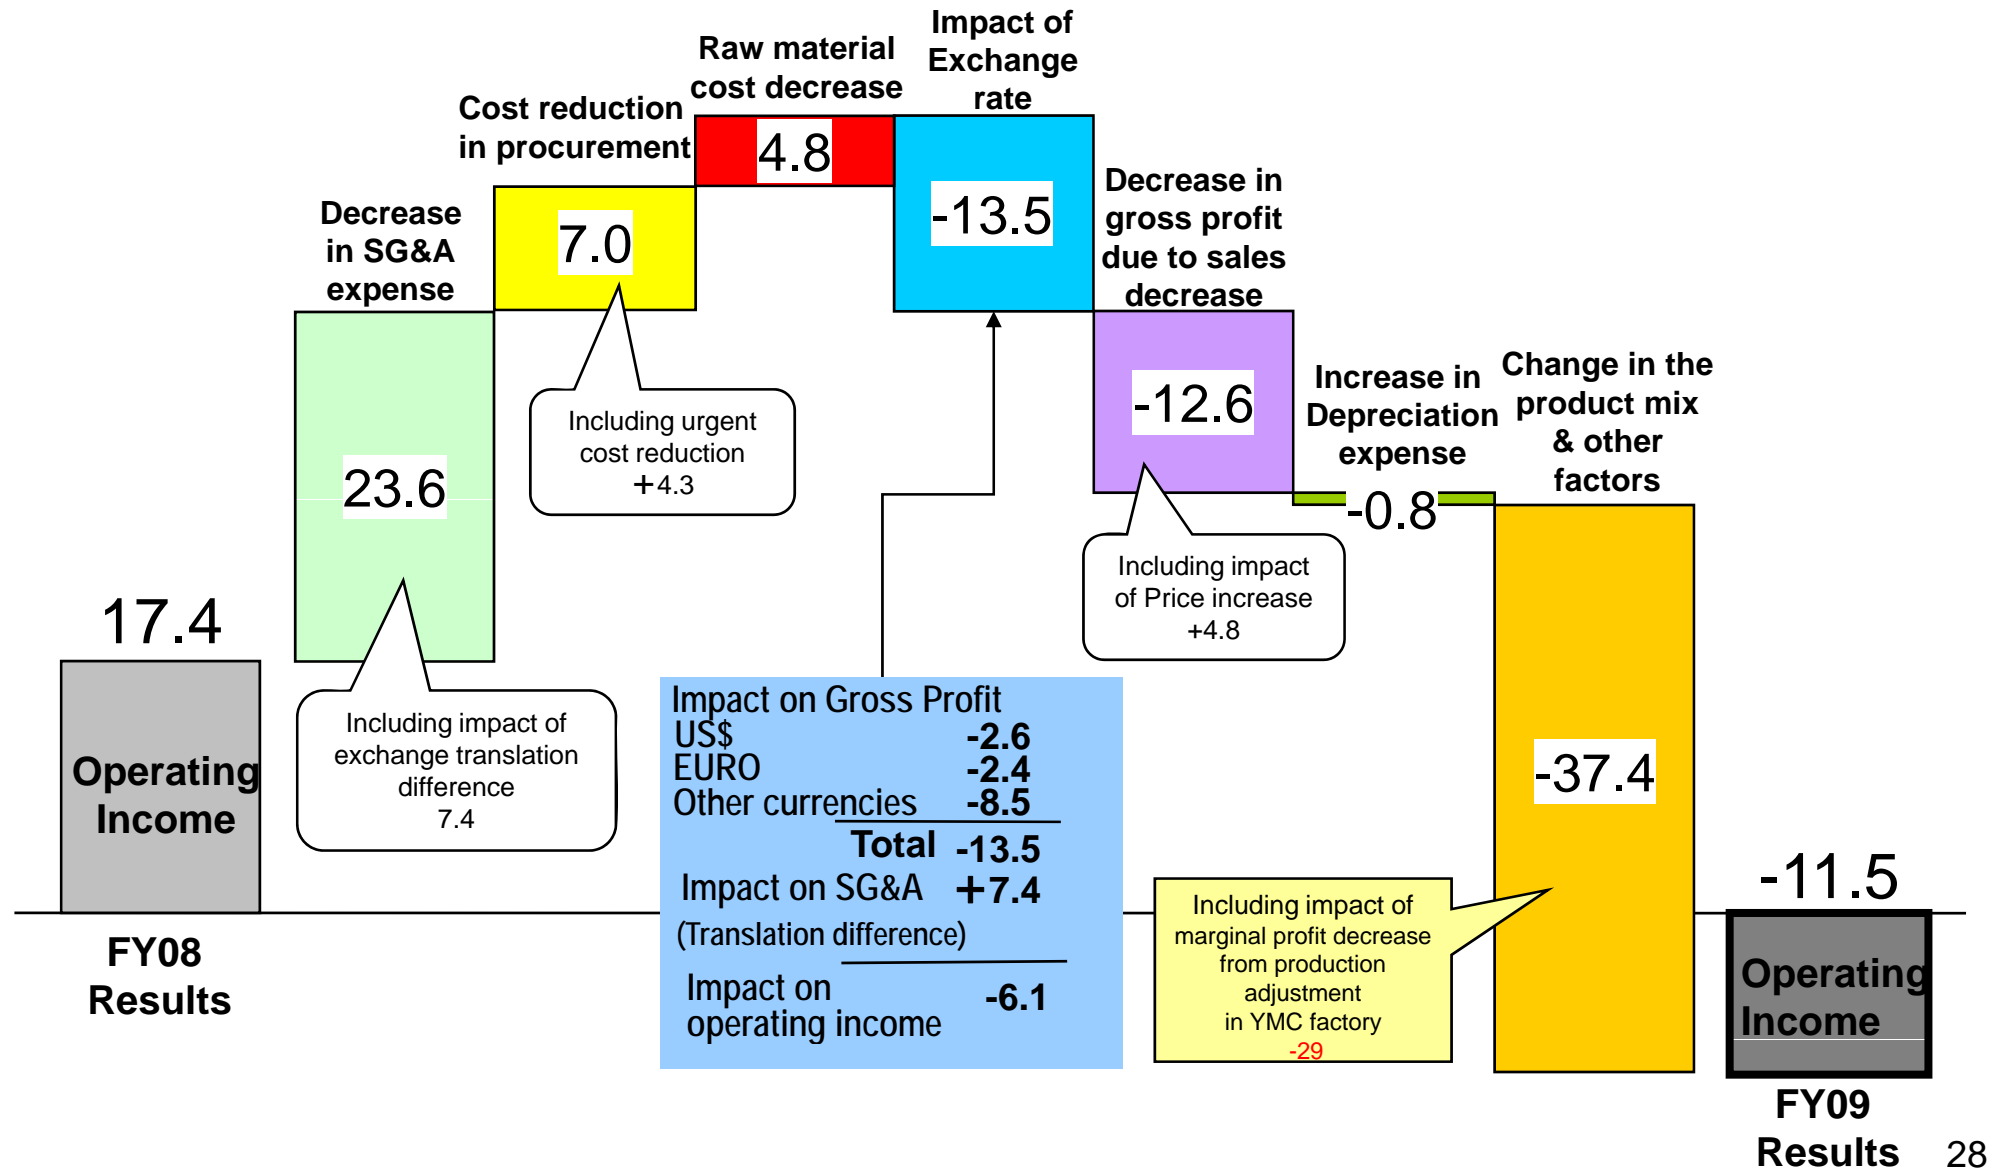 Impact of
Exchange
rate
Raw material
cost decrease
Cost reduction
in procurement
4.8
-13.5
7.0
Decrease in
gross profit
due to sales
decrease
Decrease
in SG&A
expense
Including urgent
cost reduction
+4.3
-12.6
Increase in
Depreciation
expense
Change in the
product mix
& other
factors
23.6
-0.8
Including impact
of Price increase
+4.8
17.4
Operating
Income
FY08
Results
Including impact of
exchange translation
difference
7.4
Impact on Gross Profit
US$ -2.6
EURO -2.4
Other currencies -8.5
Total -13.5
Impact on SG&A +7.4
(Translation difference)
Impact on
operating income -6.1
-37.4
Including impact of
marginal profit decrease
from production
adjustment
in YMC factory
-29
-11.5
Operating
Income
FY09
Results
28